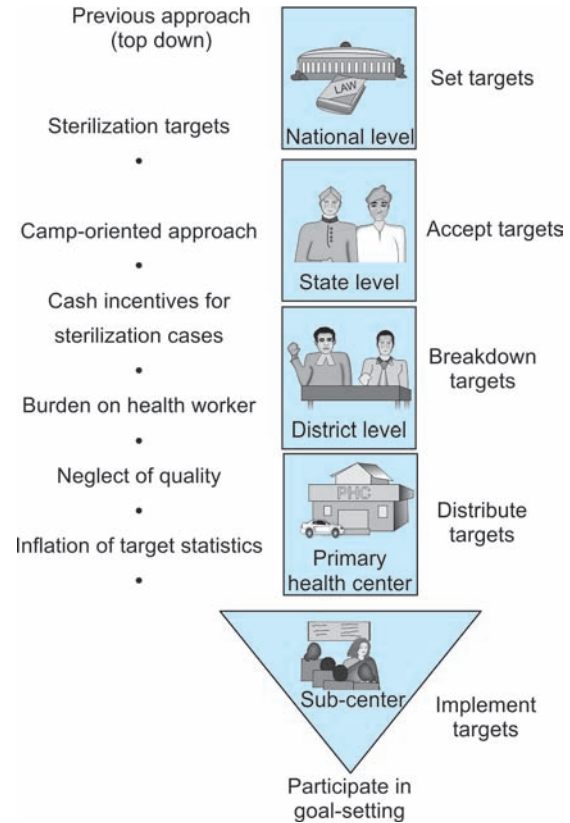 Previous approach
(top down)
Sterilization targets
•
Camp-oriented approach
•
Cash incentives for
sterilization cases
•
Burden on health worker
•
Neglect of quality
•
Inflation of target statistics
•
LAW
National level
Set targets
State level
Accept targets
District level
Breakdown
targets
PHC
Primary
health center
Distribute
targets
Sub-center
Implement
targets
Participate in
goal-setting